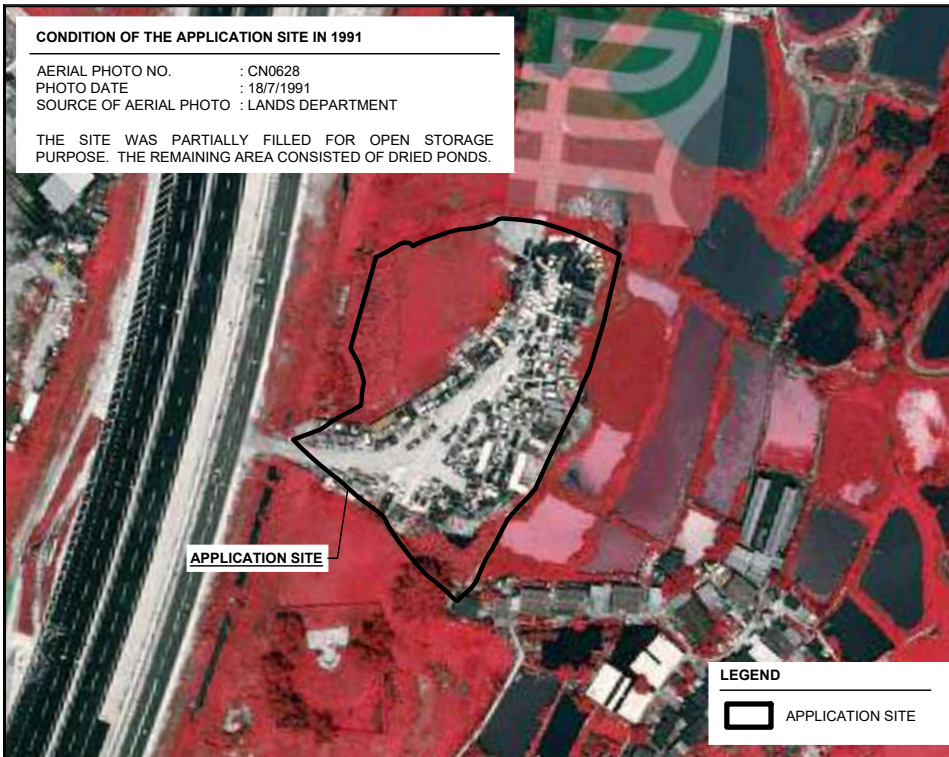 CONDITION OF THE APPLICATION SITE IN 1991
AERIAL PHOTO NO. : CN0628
PHOTO DATE : 18/7/1991
SOURCE OF AERIAL PHOTO : LANDS DEPARTMENT
THE SITE WAS PARTIALLY FILLED FOR OPEN STORAGE
PURPOSE. THE REMAINING AREA CONSISTED OF DRIED PONDS.
APPLICATION SITE
LEGEND
APPLICATION SITE